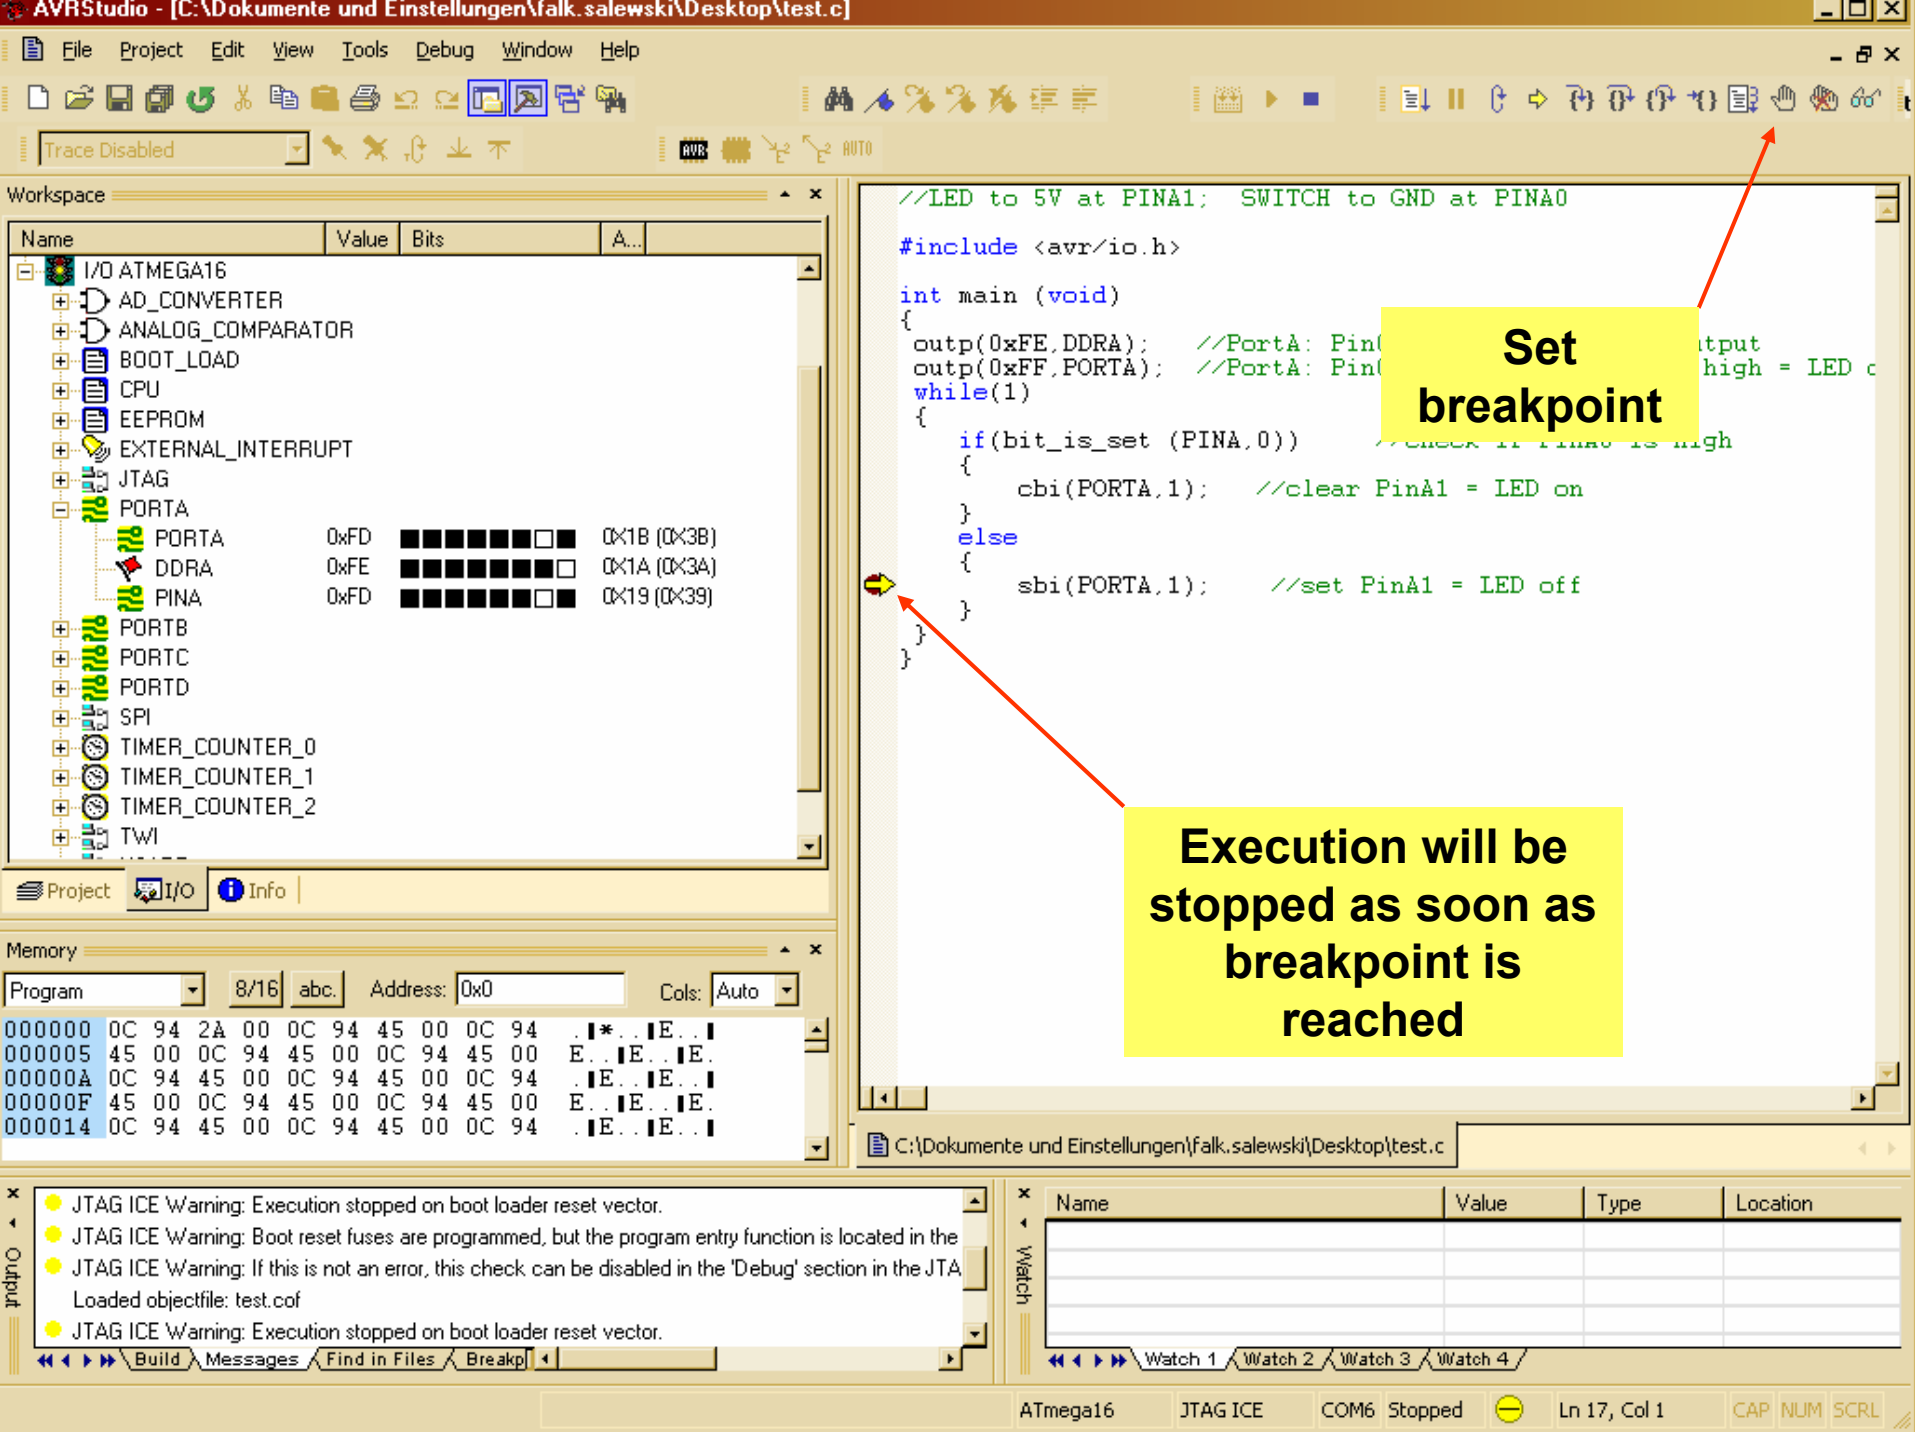 AVRStudio - [C:\Dokumente und Einstellungen\falk.salewski\Desktop\test.c]
File Project Edit View Tools Debug Window Help
Trace Disabled
AVR
AUTO
Workspace
Name Value Bits A...
I/O ATMEGA16
AD_CONVERTER
ANALOG_COMPARATOR
BOOT_LOAD
CPU
EEPROM
EXTERNAL_INTERRUPT
JTAG
PORTA
PORTA 0xFD 0X1B (0X3B)
DDRA 0xFE 0X1A (0X3A)
PINA 0xFD 0X19 (0X39)
PORTB
PORTC
PORTD
SPI
TIMER_COUNTER_0
TIMER_COUNTER_1
TIMER_COUNTER_2
TWI
Project I/O Info
Memory
Program 8/16 abc. Address: 0x0 Cols: Auto
000000 0C 94 2A 00 0C 94 45 00 0C 94 .▮*..▮E..▮
000005 45 00 0C 94 45 00 0C 94 45 00 E..▮E..▮E.
00000A 0C 94 45 00 0C 94 45 00 0C 94 .▮E..▮E..▮
00000F 45 00 0C 94 45 00 0C 94 45 00 E..▮E..▮E.
000014 0C 94 45 00 0C 94 45 00 0C 94 .▮E..▮E..▮
//LED to 5V at PINA1; SWITCH to GND at PINA0
#include <avr/io.h>
int main (void)
{
outp(0xFE,DDRA); //PortA: Pin
outp(0xFF,PORTA); //PortA: Pin high = LED
while(1)
{
if(bit_is_set (PINA,0)) //check if PINA0 is high
{
cbi(PORTA,1); //clear PinA1 = LED on
}
else
{
sbi(PORTA,1); //set PinA1 = LED off
}
}
}
Set
breakpoint
Execution will be
stopped as soon as
breakpoint is
reached
C:\Dokumente und Einstellungen\falk.salewski\Desktop\test.c
Output
JTAG ICE Warning: Execution stopped on boot loader reset vector.
JTAG ICE Warning: Boot reset fuses are programmed, but the program entry function is located in the
JTAG ICE Warning: If this is not an error, this check can be disabled in the 'Debug' section in the JTA
Loaded objectfile: test.cof
JTAG ICE Warning: Execution stopped on boot loader reset vector.
Build Messages Find in Files Breakp
Watch
Name Value Type Location
Watch 1 Watch 2 Watch 3 Watch 4
ATmega16 JTAG ICE COM6 Stopped Ln 17, Col 1 CAP NUM SCRL